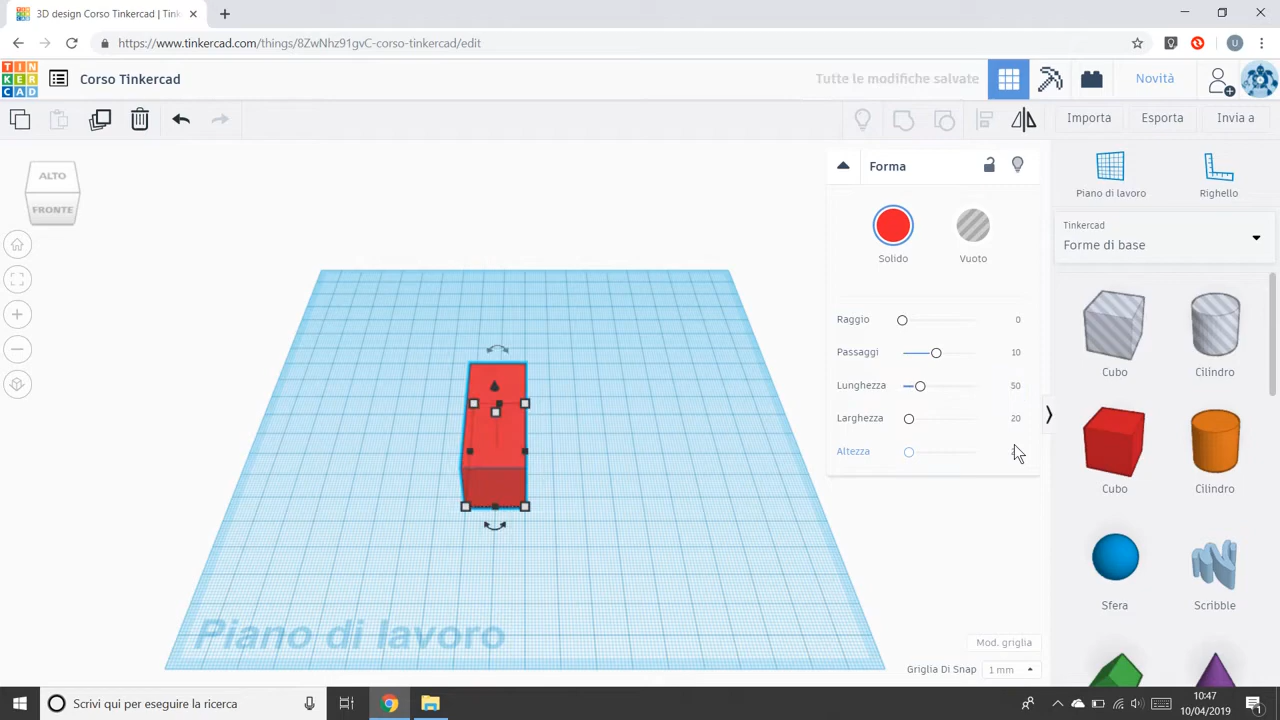 3D design Corso Tinkercad | Tink
https://www.tinkercad.com/things/8ZwNhz91gvC-corso-tinkercad/edit
U
TIN
KER
CAD
Corso Tinkercad
Tutte le modifiche salvate
Novità
Importa
Esporta
Invia a
ALTO
FRONTE
Forma
Solido
Vuoto
Raggio 0
Passaggi 10
Lunghezza 50
Larghezza 20
Altezza
Piano di lavoro
Righello
Tinkercad
Forme di base
Cubo
Cilindro
Cubo
Cilindro
Sfera
Scribble
Piano di lavoro
Mod. griglia
Griglia Di Snap 1 mm
Scrivi qui per eseguire la ricerca
10:47
10/04/2019
1